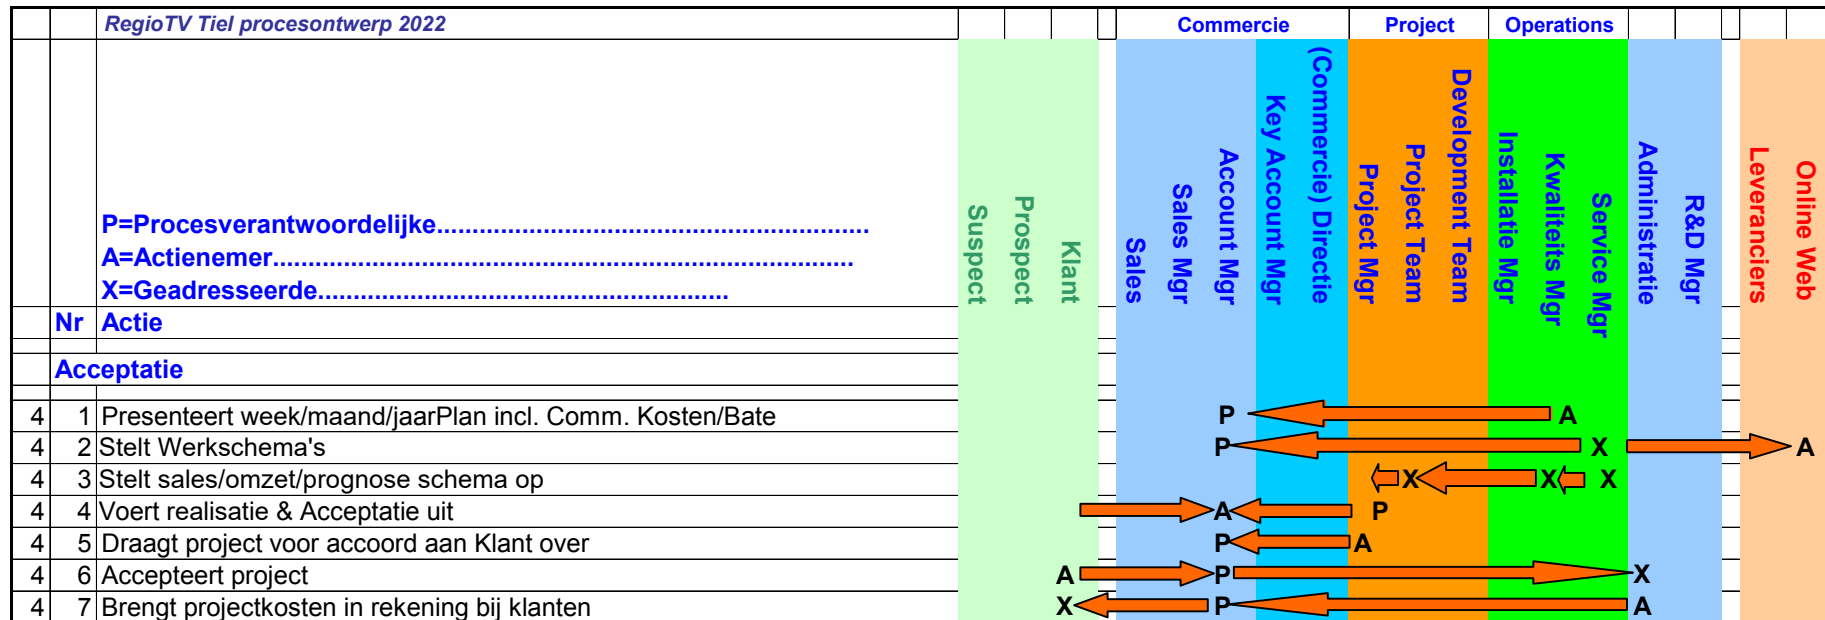 RegioTV Tiel procesontwerp 2022
Commercie Project Operations
P=Procesverantwoordelijke............................................................
A=Actienemer.................................................................................
X=Geadresseerde.........................................................
Suspect
Prospect
Klant
Sales
Sales Mgr
Account Mgr
Key Account Mgr
(Commercie) Directie
Project Mgr
Project Team
Development Team
Installatie Mgr
Kwaliteits Mgr
Service Mgr
Administratie
R&D Mgr
Leveranciers
Online Web
Nr Actie
Acceptatie
4 1 Presenteert week/maand/jaarPlan incl. Comm. Kosten/Bate P A
4 2 Stelt Werkschema's P X A
4 3 Stelt sales/omzet/prognose schema op X X X
4 4 Voert realisatie & Acceptatie uit A P
4 5 Draagt project voor accoord aan Klant over P A
4 6 Accepteert project A P X
4 7 Brengt projectkosten in rekening bij klanten X P A